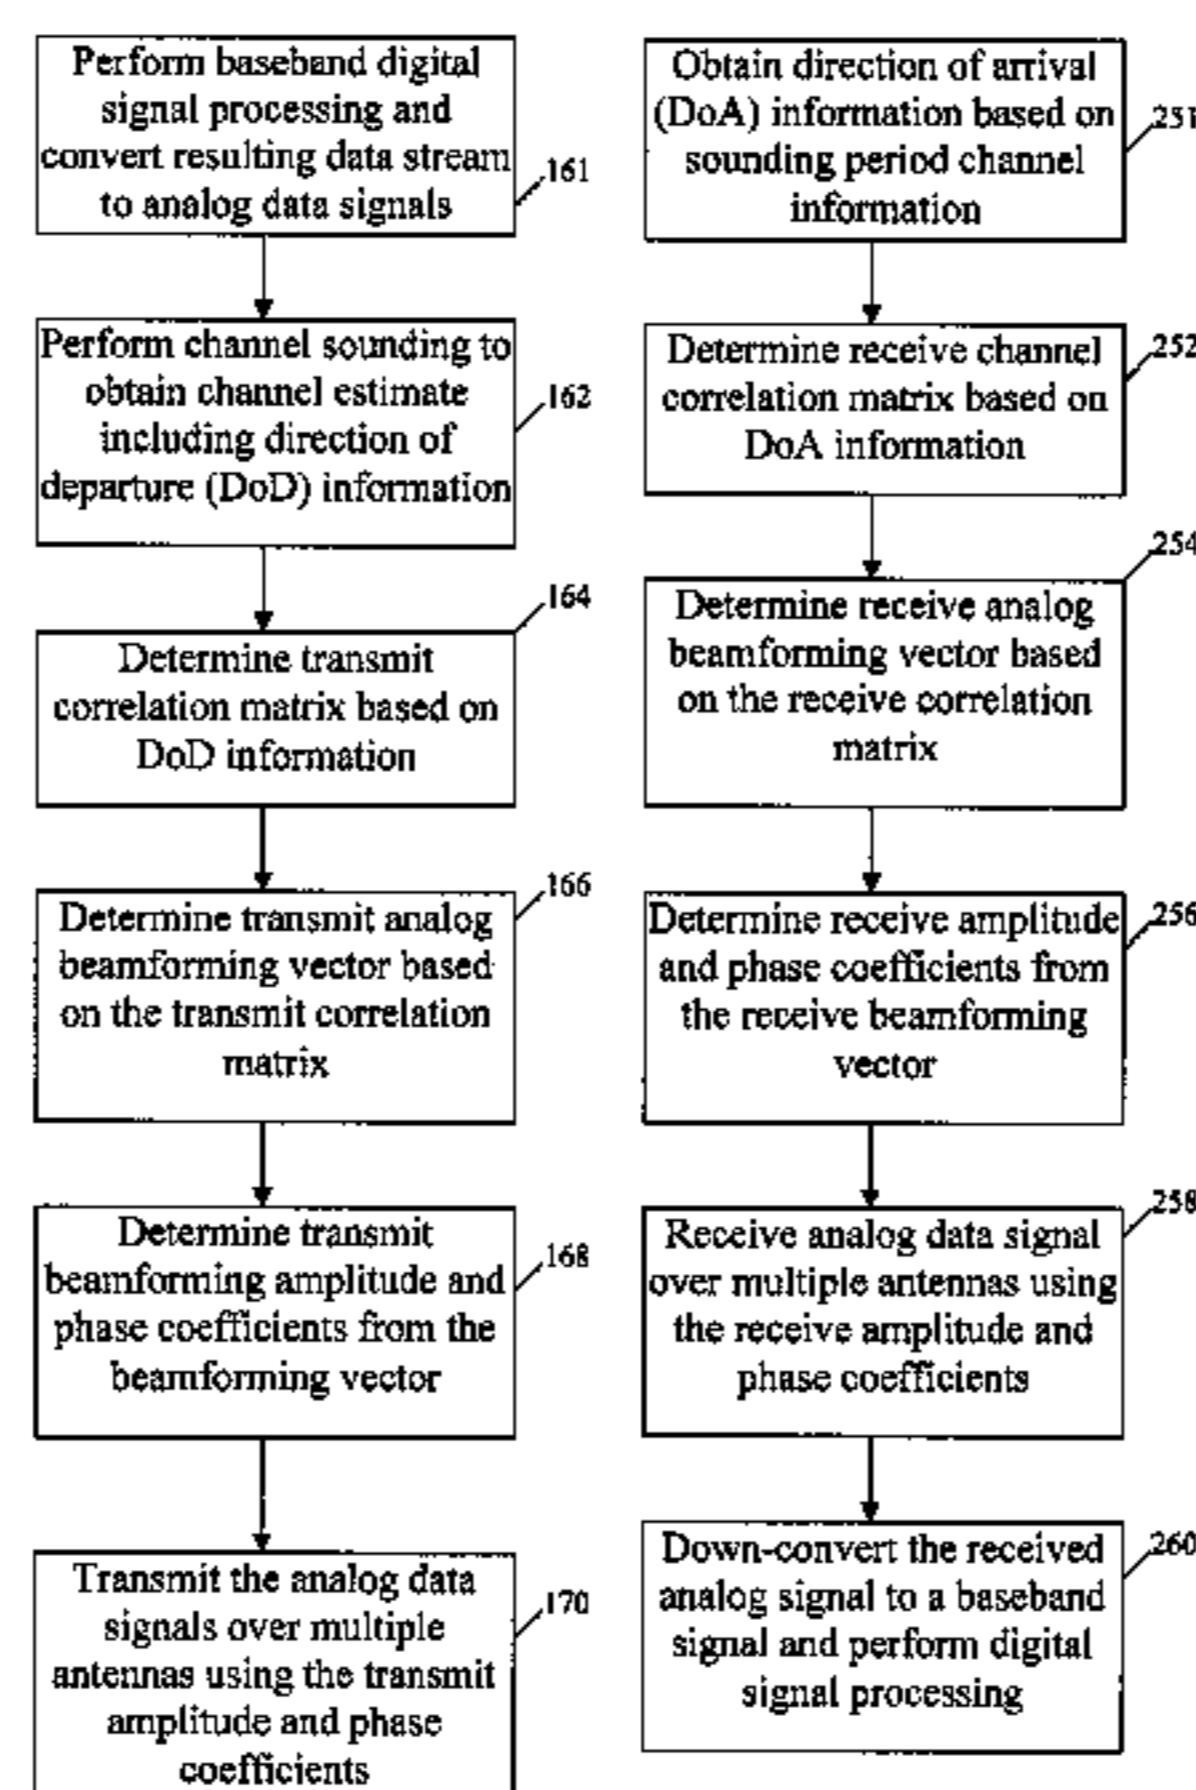 Perform baseband digital
signal processing and
convert resulting data stream
to analog data signals
161
Perform channel sounding to
obtain channel estimate
including direction of
departure (DoD) information
162
164
Determine transmit
correlation matrix based on
DoD information
166
Determine transmit analog
beamforming vector based
on the transmit correlation
matrix
Determine transmit
beamforming amplitude and
phase coefficients from the
beamforming vector
168
Transmit the analog data
signals over multiple
antennas using the transmit
amplitude and phase
coefficients
170
Obtain direction of arrival
(DoA) information based on
sounding period channel
information
251
Determine receive channel
correlation matrix based on
DoA information
252
254
Determine receive analog
beamforming vector based
on the receive correlation
matrix
Determine receive amplitude
and phase coefficients from
the receive beamforming
vector
256
258
Receive analog data signal
over multiple antennas using
the receive amplitude and
phase coefficients
Down-convert the received
analog signal to a baseband
signal and perform digital
signal processing
260